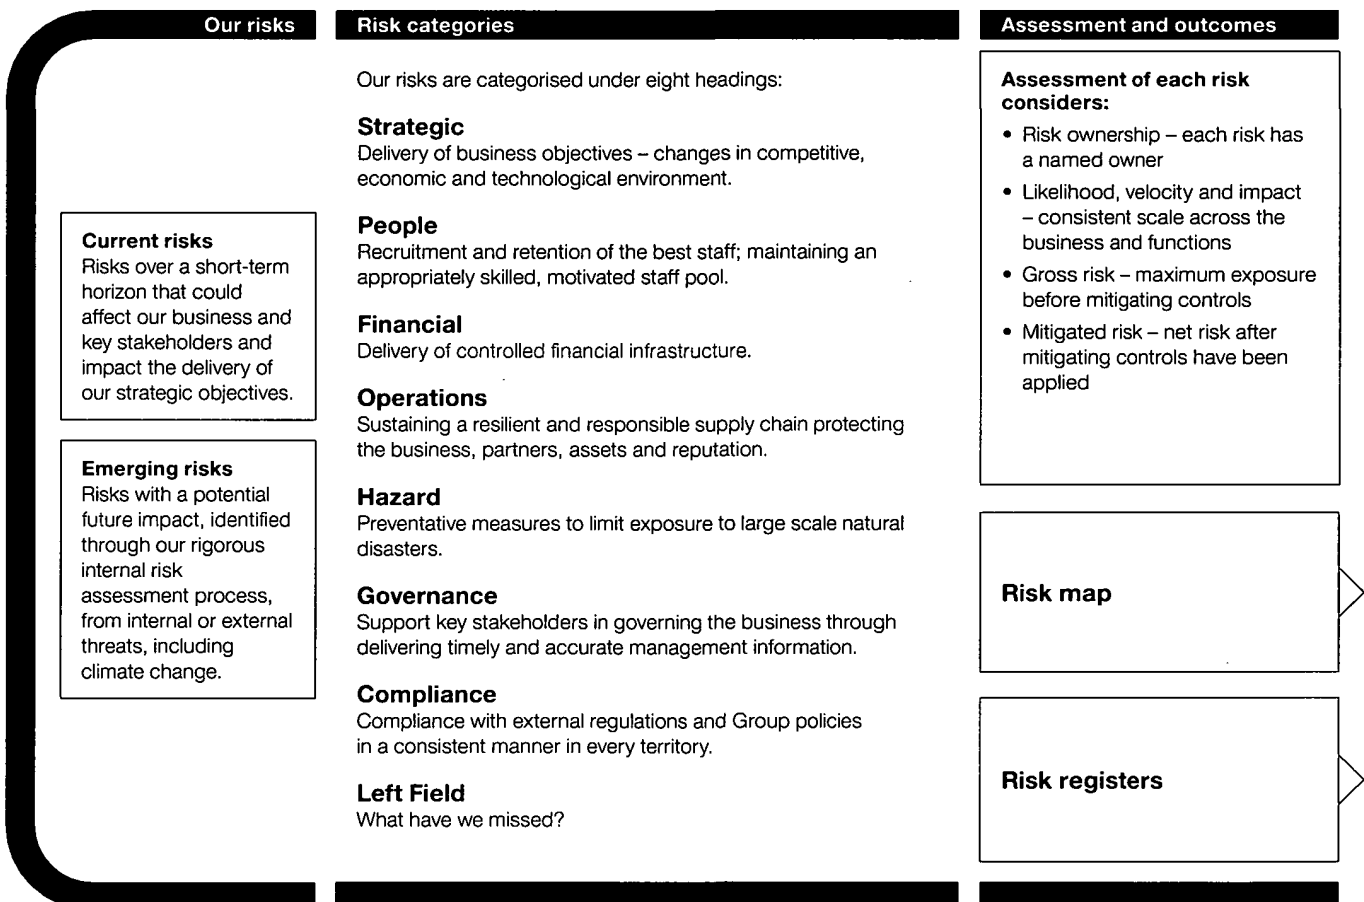 Our risks
Risk categories
Assessment and outcomes
Current risks
Risks over a short-term
horizon that could
affect our business and
key stakeholders and
impact the delivery of
our strategic objectives.
Emerging risks
Risks with a potential
future impact, identified
through our rigorous
internal risk
assessment process,
from internal or external
threats, including
climate change.
Our risks are categorised under eight headings:
Strategic
Delivery of business objectives – changes in competitive,
economic and technological environment.
People
Recruitment and retention of the best staff; maintaining an
appropriately skilled, motivated staff pool.
Financial
Delivery of controlled financial infrastructure.
Operations
Sustaining a resilient and responsible supply chain protecting
the business, partners, assets and reputation.
Hazard
Preventative measures to limit exposure to large scale natural
disasters.
Governance
Support key stakeholders in governing the business through
delivering timely and accurate management information.
Compliance
Compliance with external regulations and Group policies
in a consistent manner in every territory.
Left Field
What have we missed?
Assessment of each risk
considers:
• Risk ownership – each risk has
a named owner
• Likelihood, velocity and impact
– consistent scale across the
business and functions
• Gross risk – maximum exposure
before mitigating controls
• Mitigated risk – net risk after
mitigating controls have been
applied
Risk map
Risk registers